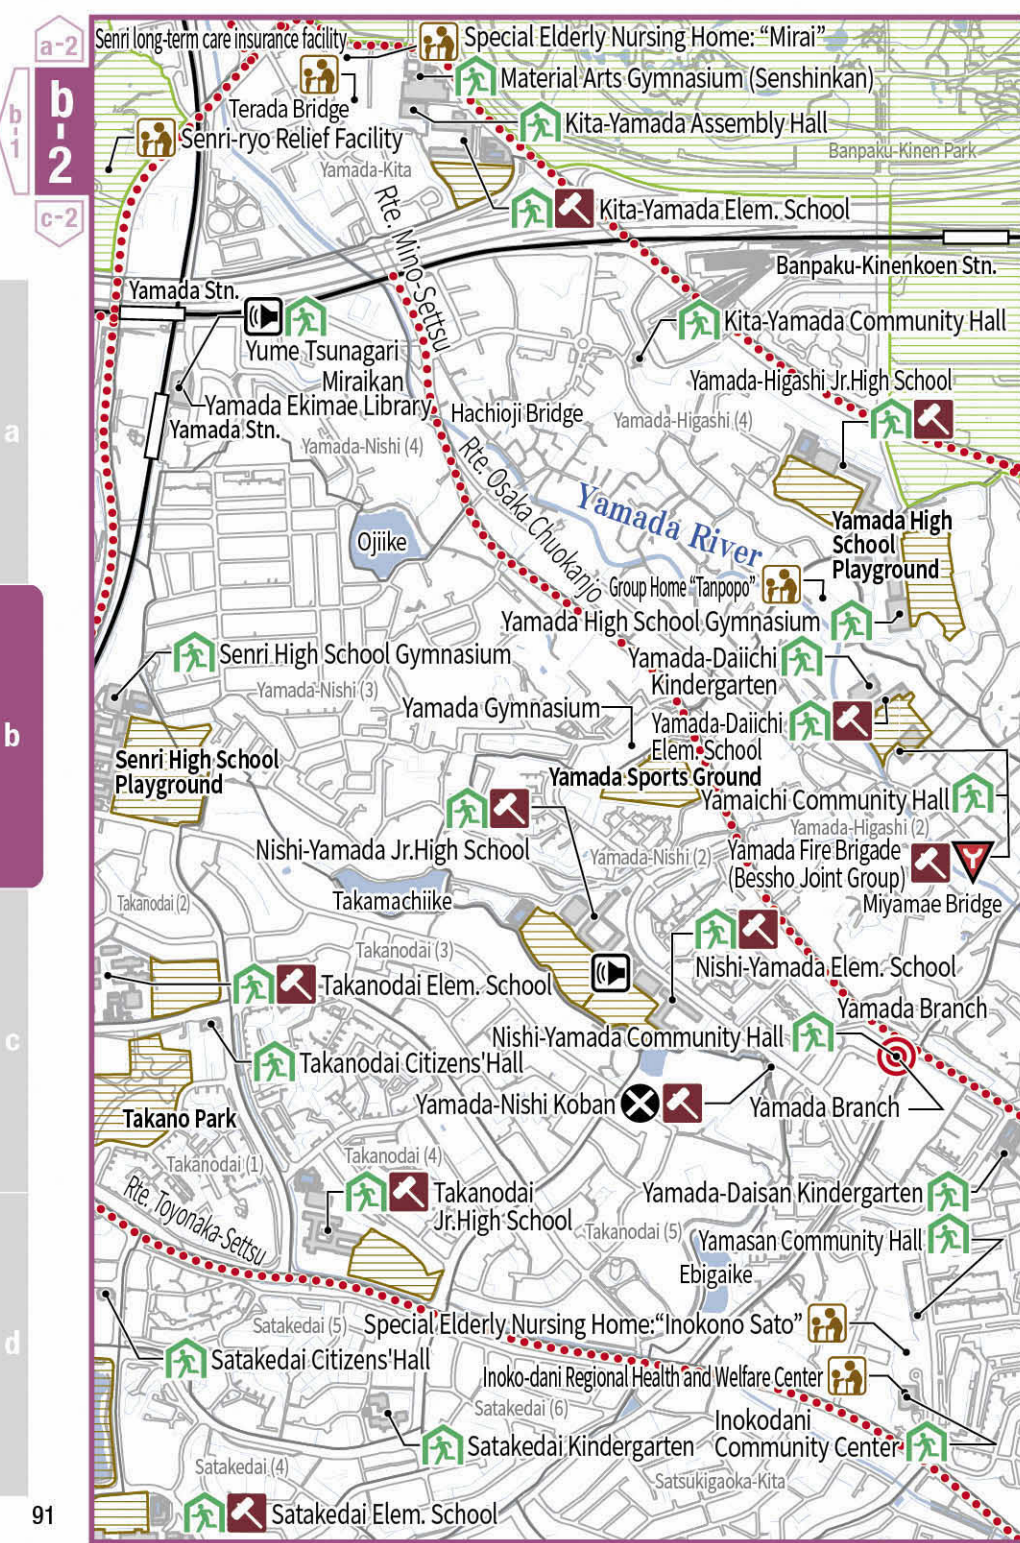 a-2
b-2
b-1
c-2
a
b
c
d
91
Senri long-term care insurance facility
Special Elderly Nursing Home: “Mirai”
Material Arts Gymnasium (Senshinkan)
Terada Bridge
Kita-Yamada Assembly Hall
Senri-ryo Relief Facility
Banpaku-Kinen Park
Yamada-Kita
Rte. Mino-Settsu
Kita-Yamada Elem. School
Banpaku-Kinenkoen Stn.
Yamada Stn.
Kita-Yamada Community Hall
Yume Tsunagari
Miraikan
Yamada-Higashi Jr.High School
Yamada Ekimae Library
Hachioji Bridge
Yamada-Higashi (4)
Yamada Stn.
Yamada-Nishi (4)
Rte. Osaka Chuokanjo
Yamada River
Ojiike
Yamada High
School
Playground
Group Home “Tanpopo”
Yamada High School Gymnasium
Senri High School Gymnasium
Yamada-Daiichi
Kindergarten
Yamada-Nishi (3)
Yamada Gymnasium
Yamada-Daiichi
Elem. School
Senri High School
Playground
Yamada Sports Ground
Yamaichi Community Hall
Yamada-Higashi (2)
Nishi-Yamada Jr.High School
Yamada-Nishi (2)
Yamada Fire Brigade
(Bessho Joint Group)
Miyamae Bridge
Takanodai (2)
Takamachiike
Takanodai (3)
Nishi-Yamada Elem. School
Takanodai Elem. School
Yamada Branch
Nishi-Yamada Community Hall
Takanodai Citizens'Hall
Yamada-Nishi Koban
Yamada Branch
Takano Park
Takanodai (1)
Takanodai (4)
Rte. Toyonaka-Settsu
Takanodai
Jr.High School
Yamada-Daisan Kindergarten
Takanodai (5)
Yamasan Community Hall
Ebigaike
Satakedai (5)
Special Elderly Nursing Home:“Inokono Sato”
Satakedai Citizens'Hall
Inoko-dani Regional Health and Welfare Center
Satakedai (6)
Inokodani
Community Center
Satakedai Kindergarten
Satakedai (4)
Satsukigaoka-Kita
Satakedai Elem. School